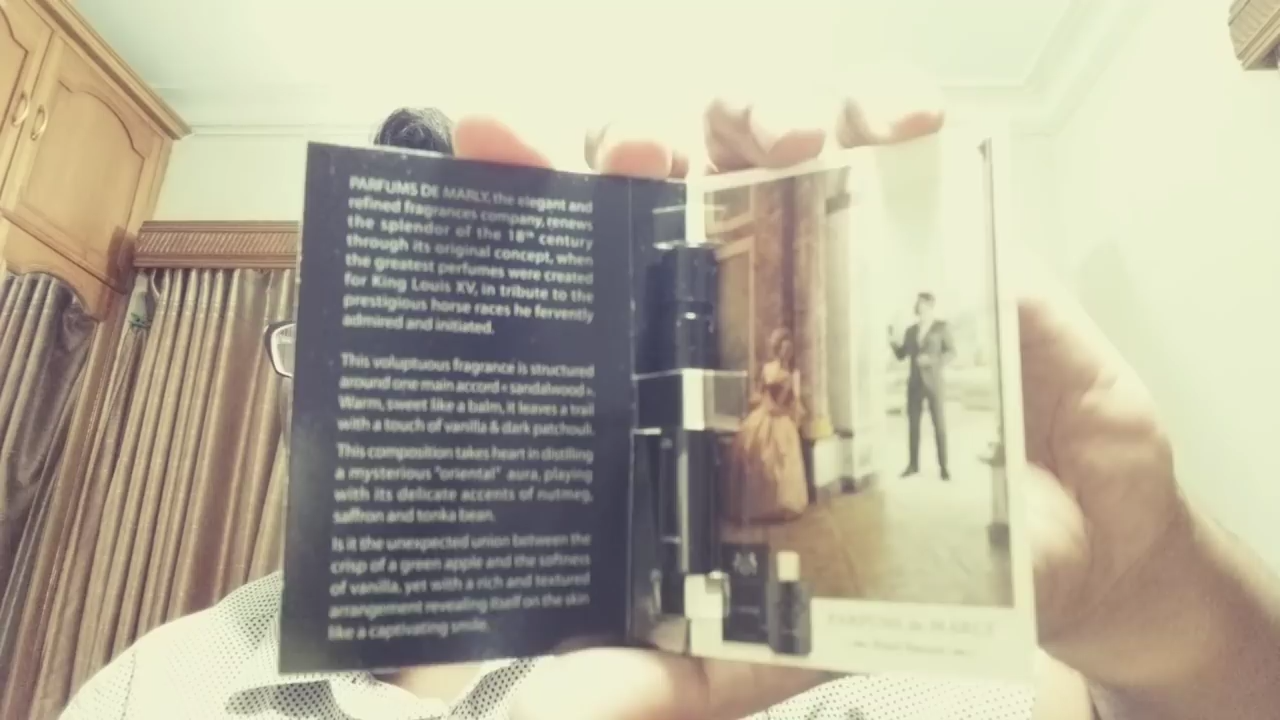 PARFUMS DE MARLY, the elegant and
refined fragrances company, renews
the splendor of the 18th century
through its original concept, when
the greatest perfumes were created
for King Louis XV, in tribute to the
prestigious horse races he fervently
admired and initiated.
This voluptuous fragrance is structured
around one main accord « sandalwood ».
Warm, sweet like a balm, it leaves a trail
with a touch of vanilla & dark patchouli.
This composition takes heart in distilling
a mysterious "oriental" aura, playing
with its delicate accents of nutmeg,
saffron and tonka bean.
Is it the unexpected union between the
crisp of a green apple and the softness
of vanilla, yet with a rich and textured
arrangement revealing itself on the skin
like a captivating smile.
PARFUMS de MARLY